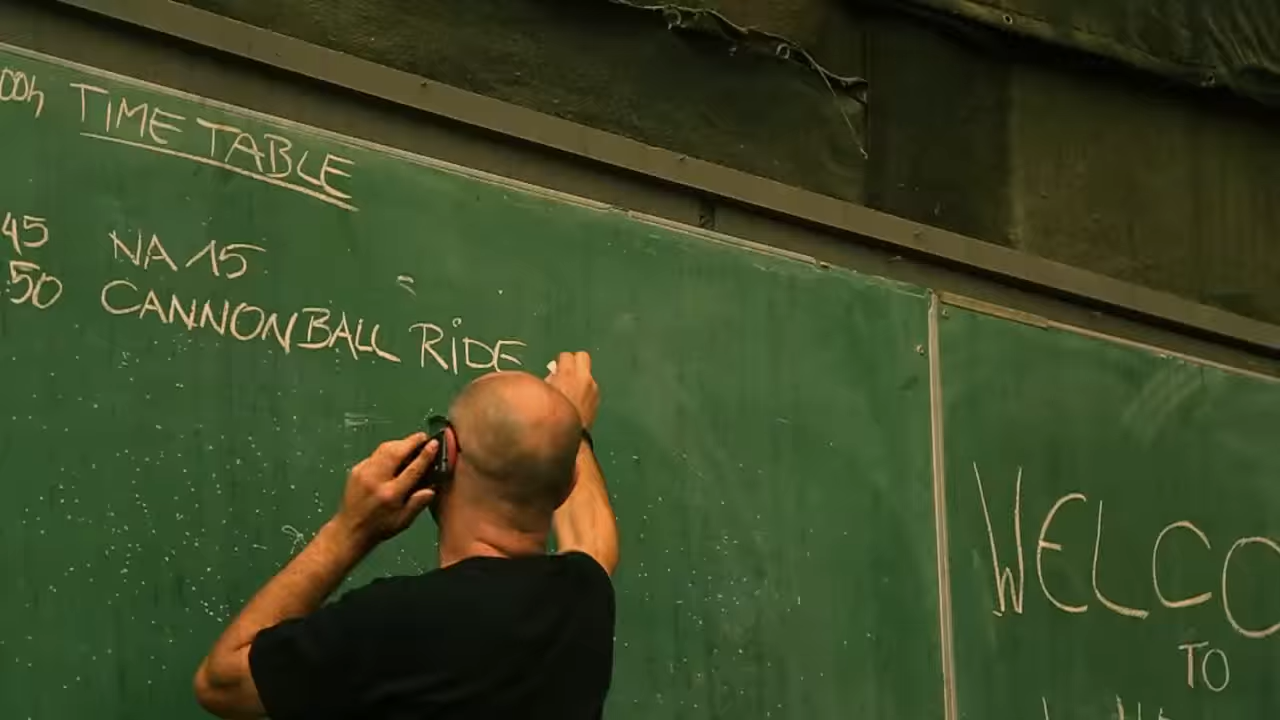 00h TIME TABLE
45 NA 15
50 CANNONBALL RIDE
WELCO
TO